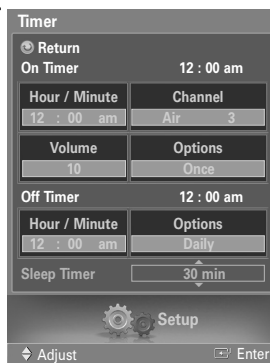 Timer
Return
On Timer 12 : 00 am
Hour / Minute Channel
12 : 00 am Air 3
Volume Options
10 Once
Off Timer 12 : 00 am
Hour / Minute Options
12 : 00 am Daily
Sleep Timer 30 min
Setup
Adjust Enter